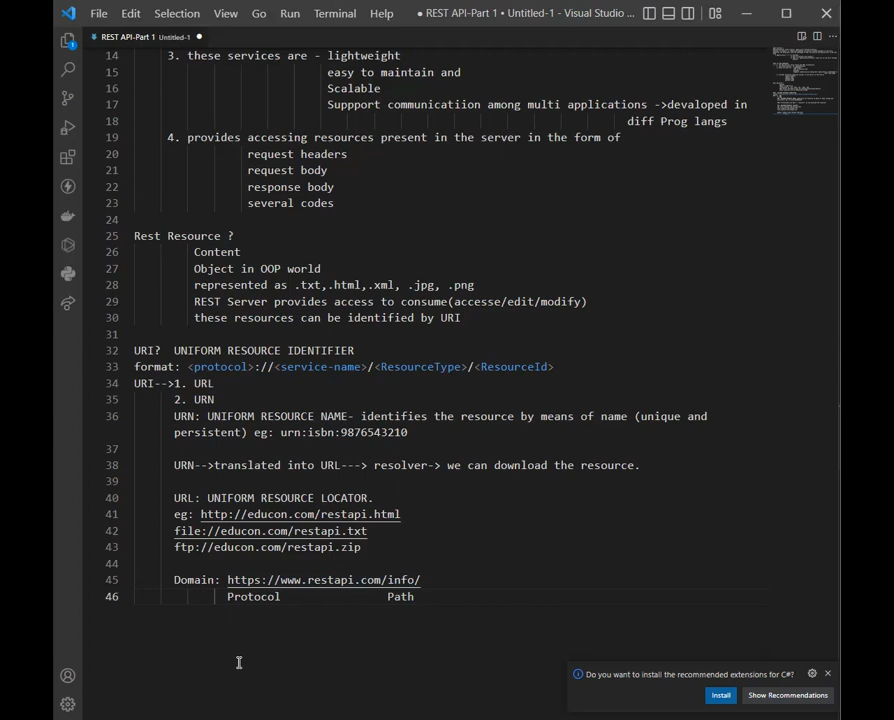 File Edit Selection View Go Run Terminal Help ● REST API-Part 1 • Untitled-1 - Visual Studio ...
REST API-Part 1 Untitled-1 ●
14 3. these services are - lightweight
15 easy to maintain and
16 Scalable
17 Suppport communicatiion among multi applications ->devaloped in
18 diff Prog langs
19 4. provides accessing resources present in the server in the form of
20 request headers
21 request body
22 response body
23 several codes
24
25 Rest Resource ?
26 Content
27 Object in OOP world
28 represented as .txt,.html,.xml, .jpg, .png
29 REST Server provides access to consume(accesse/edit/modify)
30 these resources can be identified by URI
31
32 URI? UNIFORM RESOURCE IDENTIFIER
33 format: <protocol>://<service-name>/<ResourceType>/<ResourceId>
34 URI-->1. URL
35 2. URN
36 URN: UNIFORM RESOURCE NAME- identifies the resource by means of name (unique and
persistent) eg: urn:isbn:9876543210
37
38 URN-->translated into URL---> resolver-> we can download the resource.
39
40 URL: UNIFORM RESOURCE LOCATOR.
41 eg: http://educon.com/restapi.html
42 file://educon.com/restapi.txt
43 ftp://educon.com/restapi.zip
44
45 Domain: https://www.restapi.com/info/
46 Protocol Path
Do you want to install the recommended extensions for C#?
Install Show Recommendations